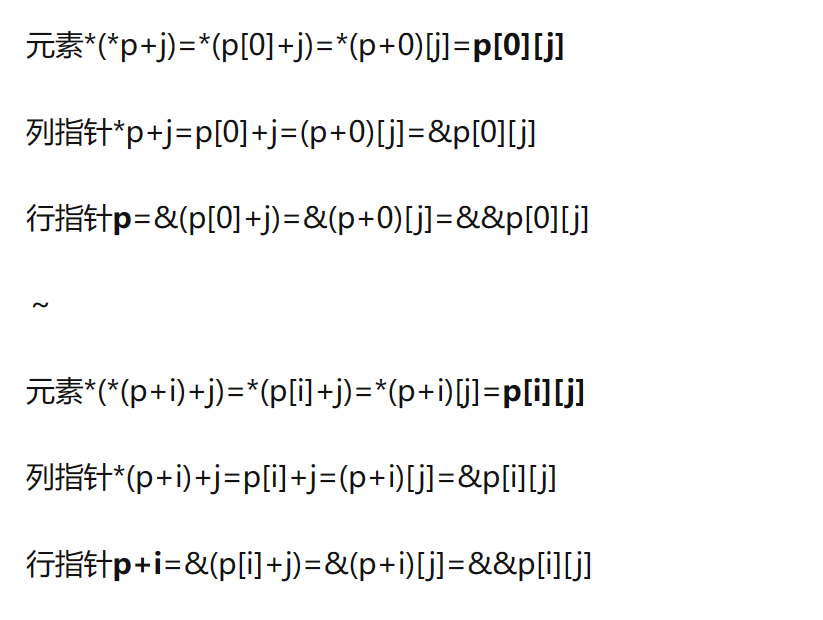 元素*(*p+j)=*(p[0]+j)=*(p+0)[j]=p[0][j]
列指针*p+j=p[0]+j=(p+0)[j]=&p[0][j]
行指针p=&(p[0]+j)=&(p+0)[j]=&&p[0][j]
~
元素*(*(p+i)+j)=*(p[i]+j)=*(p+i)[j]=p[i][j]
列指针*(p+i)+j=p[i]+j=(p+i)[j]=&p[i][j]
行指针p+i=&(p[i]+j)=&(p+i)[j]=&&p[i][j]